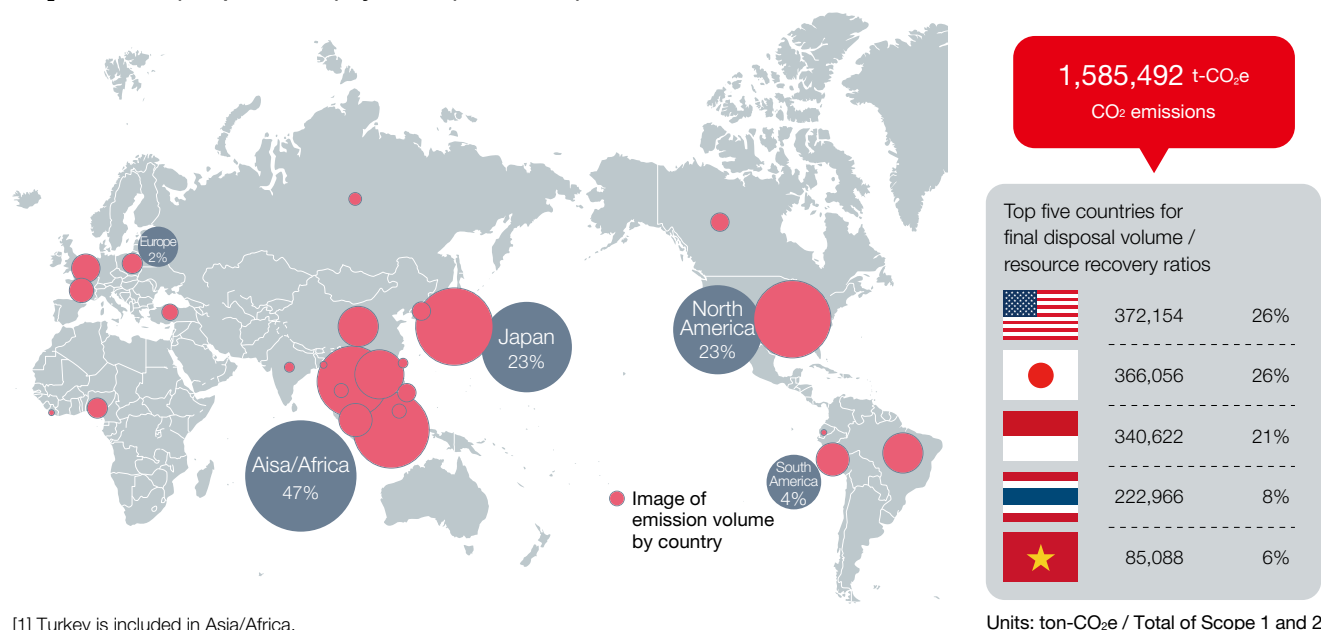 1,585,492 t-CO₂e
CO₂ emissions
Top five countries for
final disposal volume /
resource recovery ratios
372,154 26%
366,056 26%
340,622 21%
222,966 8%
85,088 6%
Units: ton-CO₂e / Total of Scope 1 and 2
Europe
2%
Japan
23%
North
America
23%
Aisa/Africa
47%
South
America
4%
Image of
emission volume
by country
[1] Turkey is included in Asia/Africa.